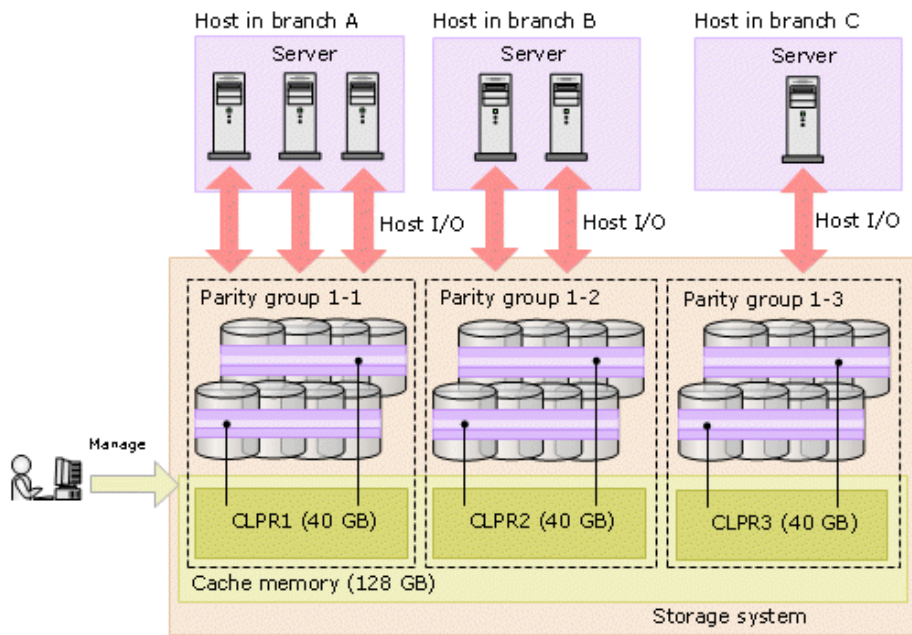 Host in branch A
Host in branch B
Host in branch C
Server
Server
Server
Host I/O
Host I/O
Host I/O
Parity group 1-1
Parity group 1-2
Parity group 1-3
Manage
CLPR1 (40 GB)
CLPR2 (40 GB)
CLPR3 (40 GB)
Cache memory (128 GB)
Storage system